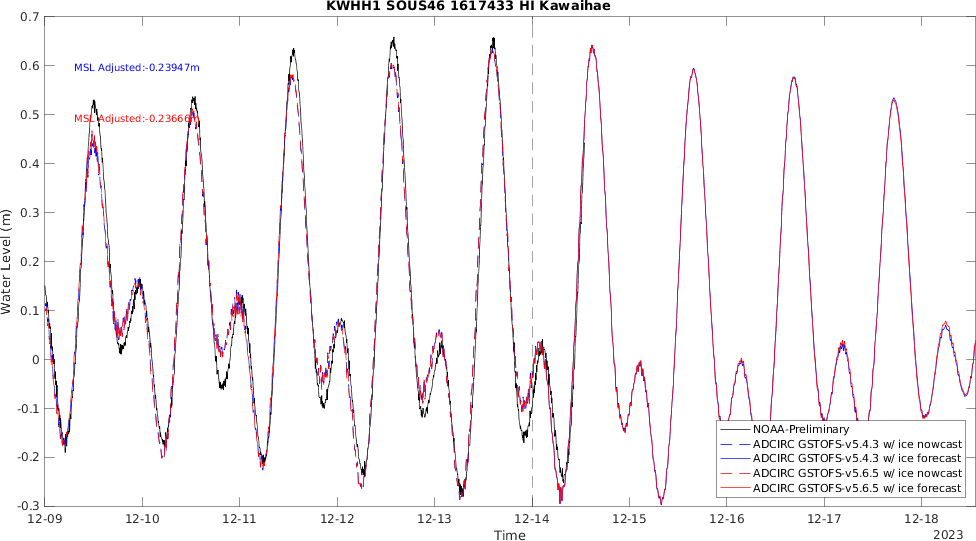 KWHH1 SOUS46 1617433 HI Kawaihae
Water Level (m)
0.7
0.6
0.5
0.4
0.3
0.2
0.1
0
-0.1
-0.2
-0.3
MSL Adjusted:-0.23947m
MSL Adjusted:-0.23666m
NOAA-Preliminary
ADCIRC GSTOFS-v5.4.3 w/ ice nowcast
ADCIRC GSTOFS-v5.4.3 w/ ice forecast
ADCIRC GSTOFS-v5.6.5 w/ ice nowcast
ADCIRC GSTOFS-v5.6.5 w/ ice forecast
12-09 12-10 12-11 12-12 12-13 12-14 12-15 12-16 12-17 12-18
Time
2023